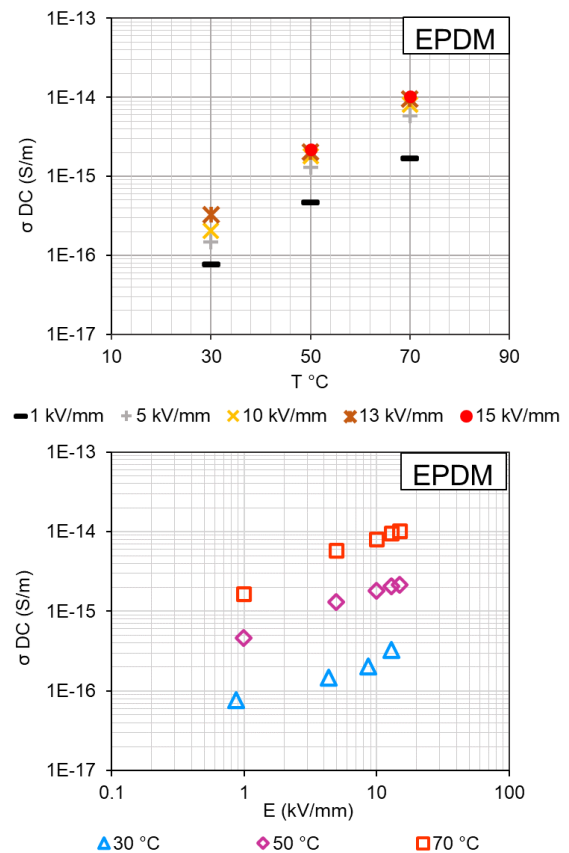 EPDM
1E-13
1E-14
1E-15
1E-16
1E-17
σ DC (S/m)
10 30 50 70 90
T °C
1 kV/mm 5 kV/mm 10 kV/mm 13 kV/mm 15 kV/mm
EPDM
1E-13
1E-14
1E-15
1E-16
1E-17
σ DC (S/m)
0.1 1 10 100
E (kV/mm)
30 °C 50 °C 70 °C